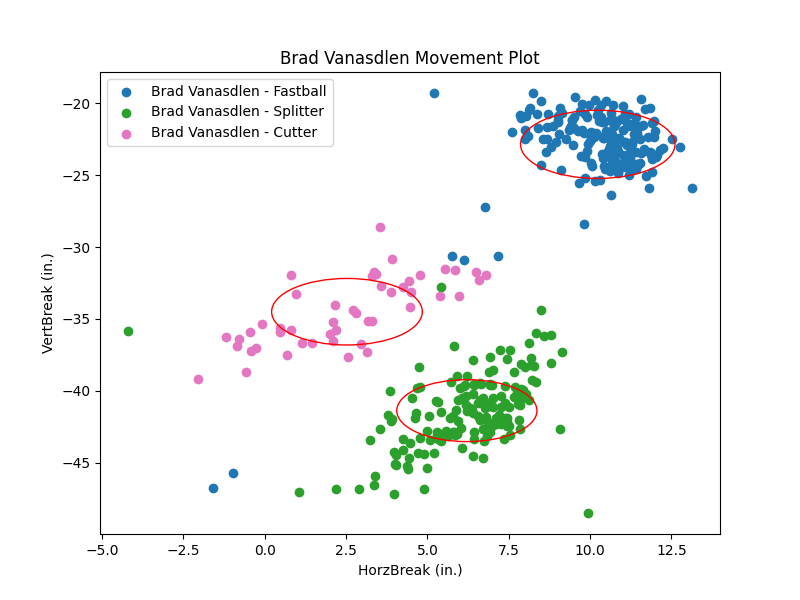 Brad Vanasdlen Movement Plot
Brad Vanasdlen - Fastball
Brad Vanasdlen - Splitter
Brad Vanasdlen - Cutter
VertBreak (in.)
−20
−25
−30
−35
−40
−45
−5.0 −2.5 0.0 2.5 5.0 7.5 10.0 12.5
HorzBreak (in.)